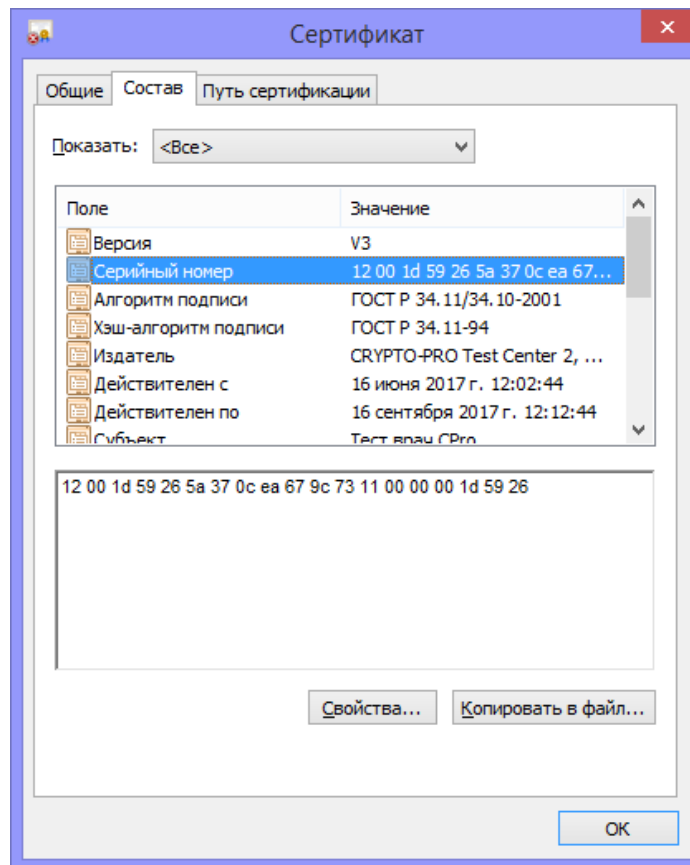 Сертификат
Общие Состав Путь сертификации
Показать: <Все>
Поле Значение
Версия V3
Серийный номер 12 00 1d 59 26 5a 37 0c ea 67...
Алгоритм подписи ГОСТ Р 34.11/34.10-2001
Хэш-алгоритм подписи ГОСТ Р 34.11-94
Издатель CRYPTO-PRO Test Center 2, ...
Действителен с 16 июня 2017 г. 12:02:44
Действителен по 16 сентября 2017 г. 12:12:44
Субъект Тест врач CPro
12 00 1d 59 26 5a 37 0c ea 67 9c 73 11 00 00 00 1d 59 26
Свойства... Копировать в файл...
ОК